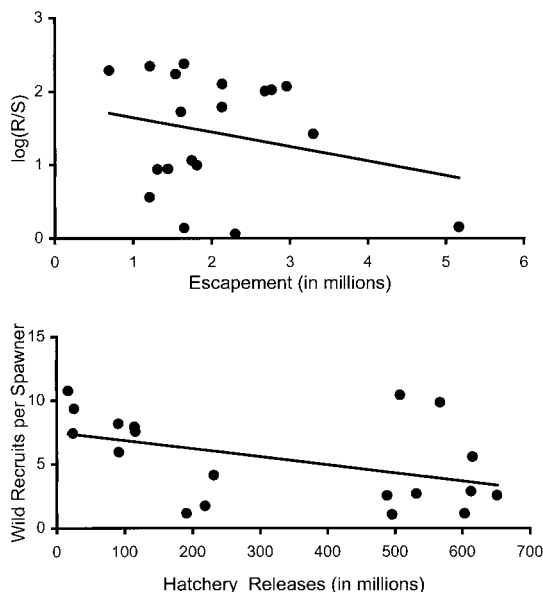 3
2
1
0
log(R/S)
0 1 2 3 4 5 6
Escapement (in millions)
15
10
5
0
Wild Recruits per Spawner
0 100 200 300 400 500 600 700
Hatchery Releases (in millions)